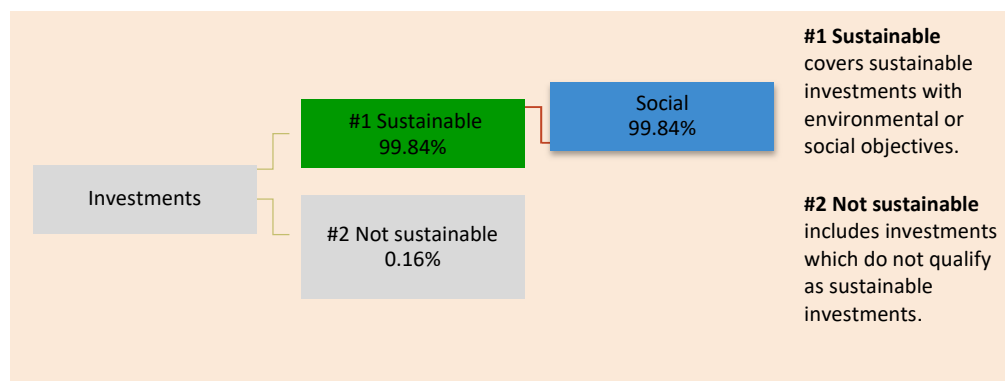 Investments
#1 Sustainable
99.84%
Social
99.84%
#2 Not sustainable
0.16%
#1 Sustainable
covers sustainable
investments with
environmental or
social objectives.
#2 Not sustainable
includes investments
which do not qualify
as sustainable
investments.